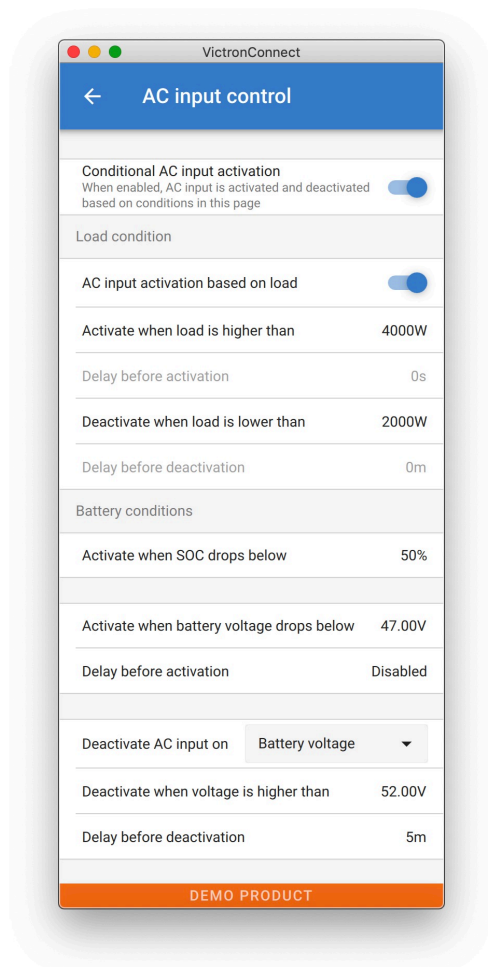 VictronConnect
AC input control
Conditional AC input activation
When enabled, AC input is activated and deactivated
based on conditions in this page
Load condition
AC input activation based on load
Activate when load is higher than 4000W
Delay before activation 0s
Deactivate when load is lower than 2000W
Delay before deactivation 0m
Battery conditions
Activate when SOC drops below 50%
Activate when battery voltage drops below 47.00V
Delay before activation Disabled
Deactivate AC input on Battery voltage
Deactivate when voltage is higher than 52.00V
Delay before deactivation 5m
DEMO PRODUCT